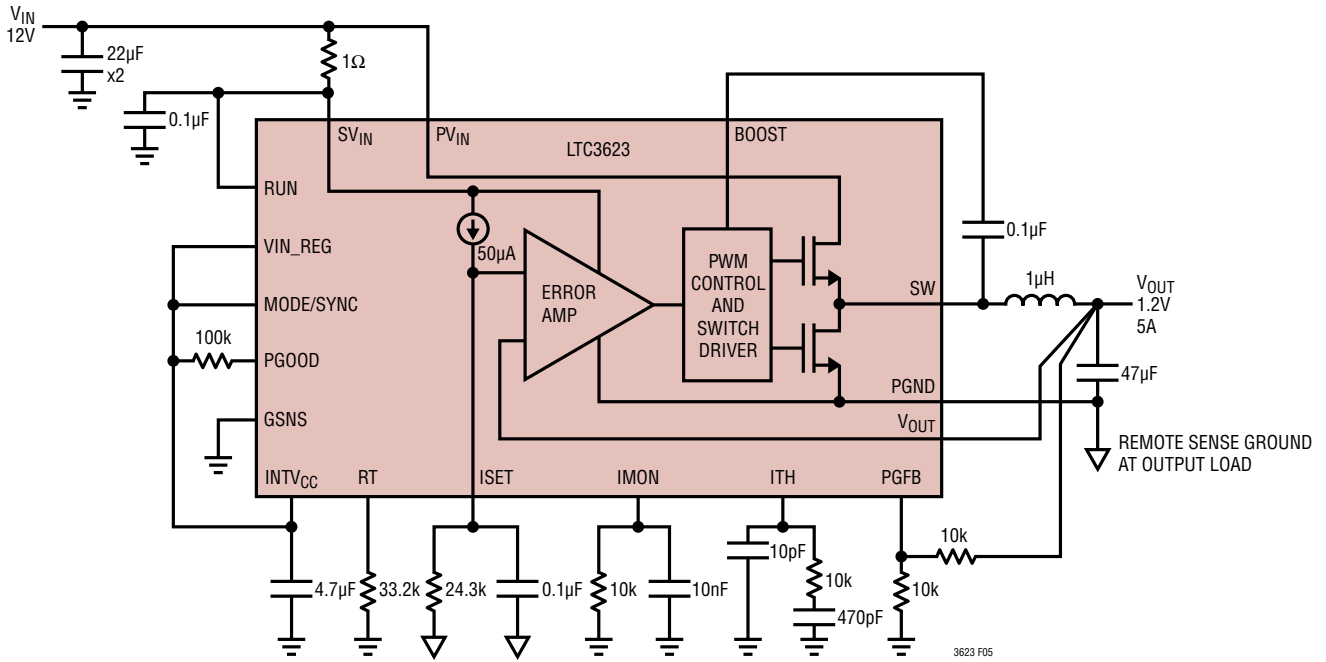 VIN
12V
22µF
x2
1Ω
0.1µF
SVIN
PVIN
BOOST
LTC3623
RUN
VIN_REG
50µA
0.1µF
PWM
CONTROL
AND
SWITCH
DRIVER
ERROR
AMP
MODE/SYNC
SW
1µH
VOUT
1.2V
5A
100k
PGOOD
PGND
47µF
GSNS
VOUT
REMOTE SENSE GROUND
AT OUTPUT LOAD
INTVCC
RT
ISET
IMON
ITH
PGFB
10k
4.7µF
33.2k
24.3k
0.1µF
10k
10nF
10pF
10k
470pF
10k
3623 F05